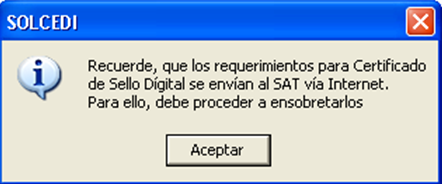 SOLCEDI
Recuerde, que los requerimientos para Certificado
de Sello Dígital se envían al SAT vía Internet.
Para ello, debe proceder a ensobretarlos
Aceptar